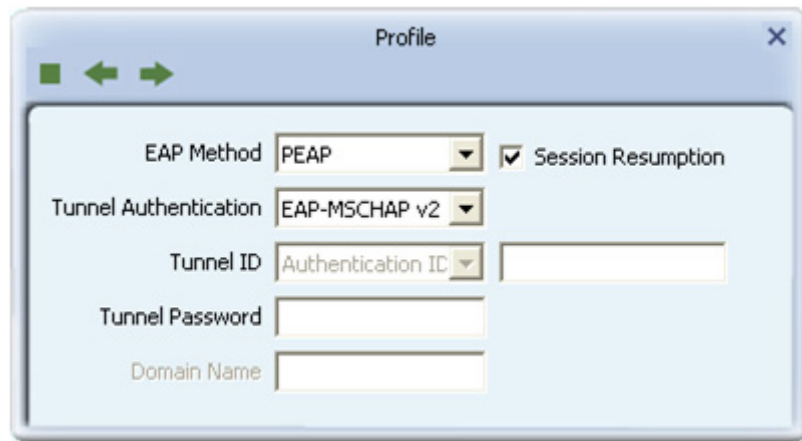 Profile
EAP Method PEAP Session Resumption
Tunnel Authentication EAP-MSCHAP v2
Tunnel ID Authentication ID
Tunnel Password
Domain Name